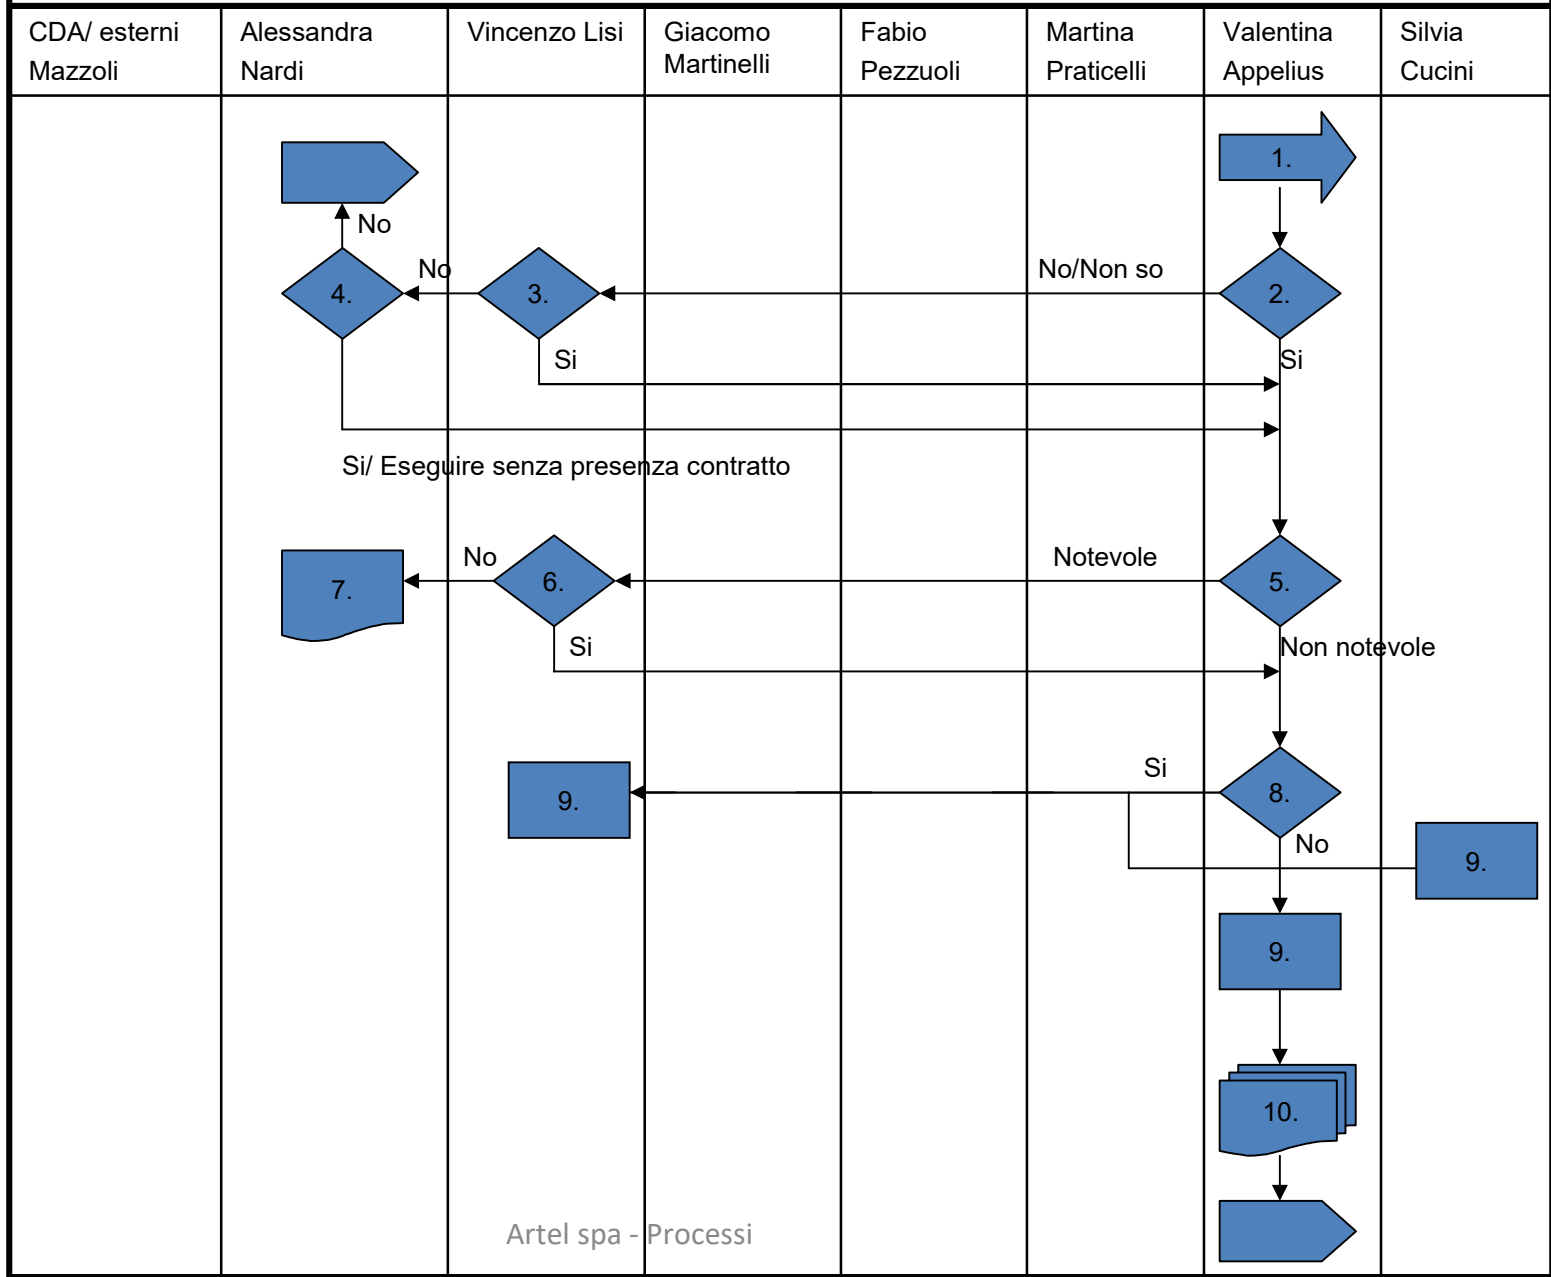 CDA/ esterni
Mazzoli
Alessandra
Nardi
Vincenzo Lisi
Giacomo
Martinelli
Fabio
Pezzuoli
Martina
Praticelli
Valentina
Appelius
Silvia
Cucini
1.
No
No
No/Non so
4.
3.
2.
Si
Si
Si/ Eseguire senza presenza contratto
No
Notevole
7.
6.
5.
Si
Non notevole
Si
9.
8.
No
9.
9.
10.
Artel spa - Processi